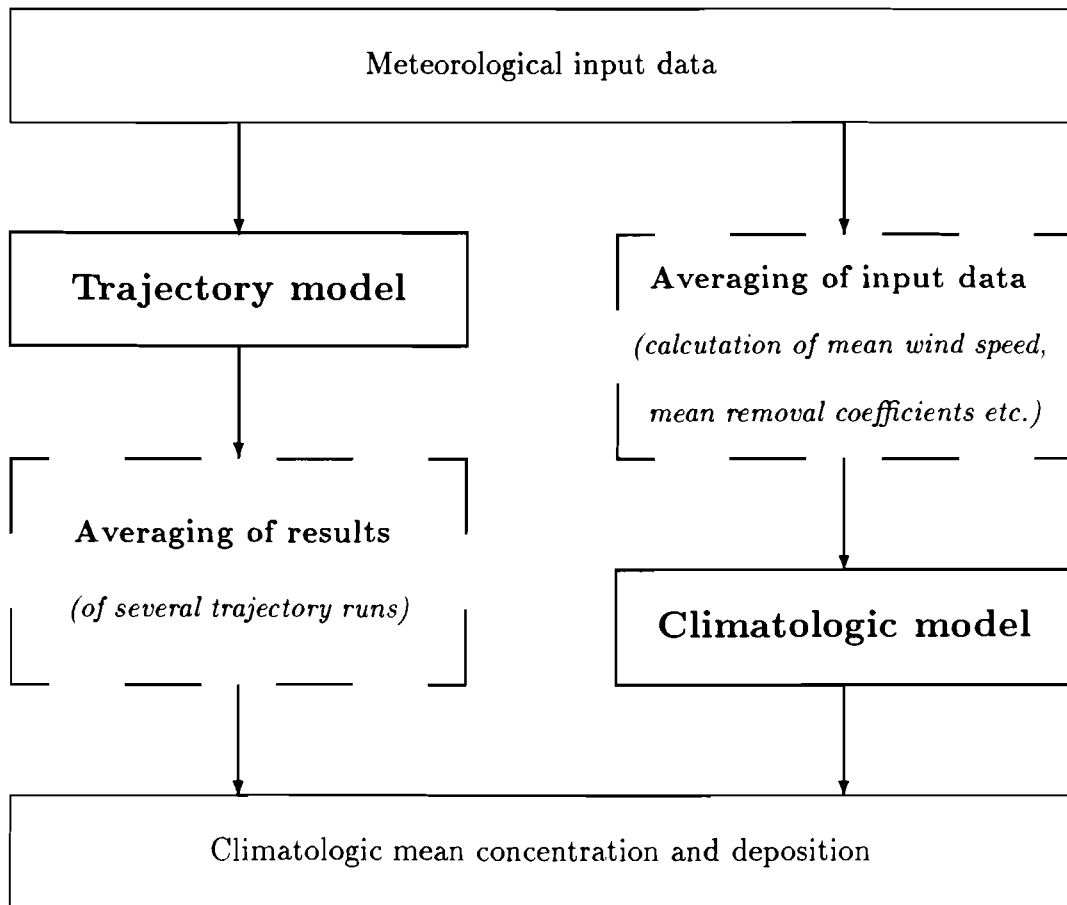 Meteorological input data
Trajectory model
Averaging of results
(of several trajectory runs)
Averaging of input data
(calcutation of mean wind speed,
mean removal coefficients etc.)
Climatologic model
Climatologic mean concentration and deposition